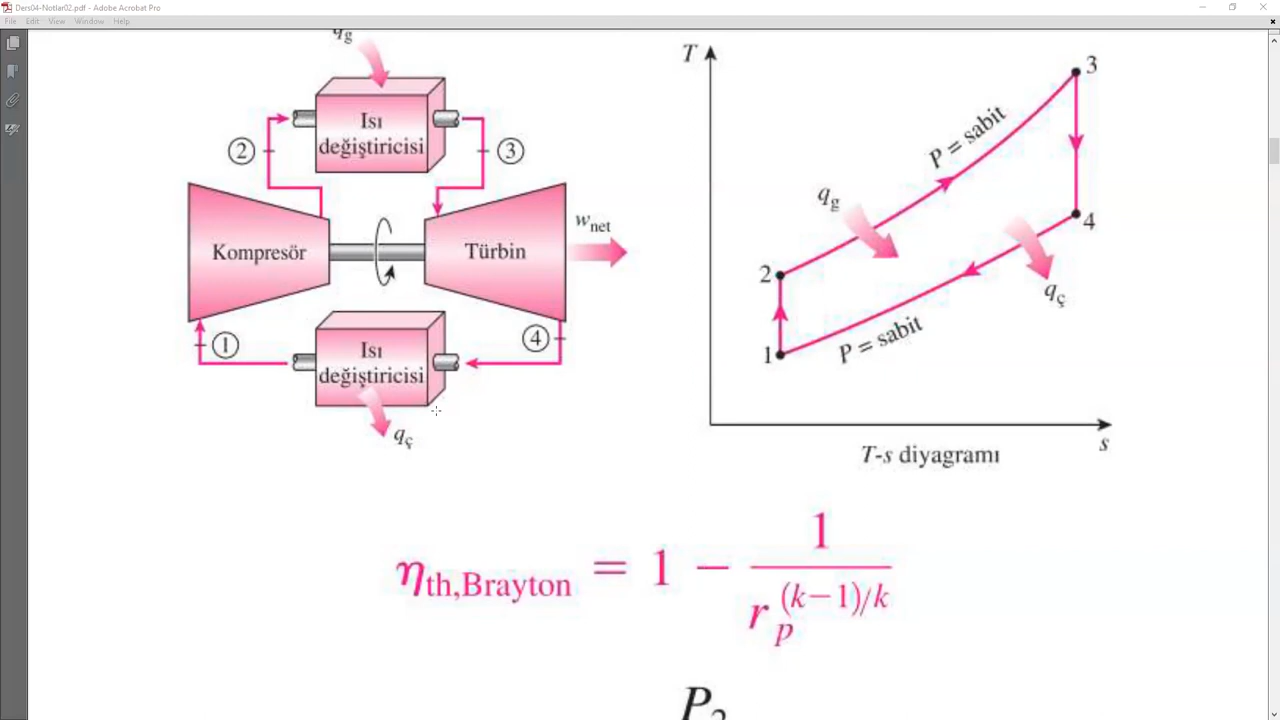 Ders04-Notlar02.pdf - Adobe Acrobat Pro
File Edit View Window Help
q_g
Isı
değiştiricisi
②
③
Kompresör
Türbin
w_net
①
④
Isı
değiştiricisi
q_ç
T
3
P = sabit
q_g
4
2
q_ç
1
P = sabit
s
T-s diyagramı
η_th,Brayton = 1 − 1 / r_p^(k−1)/k
P_2